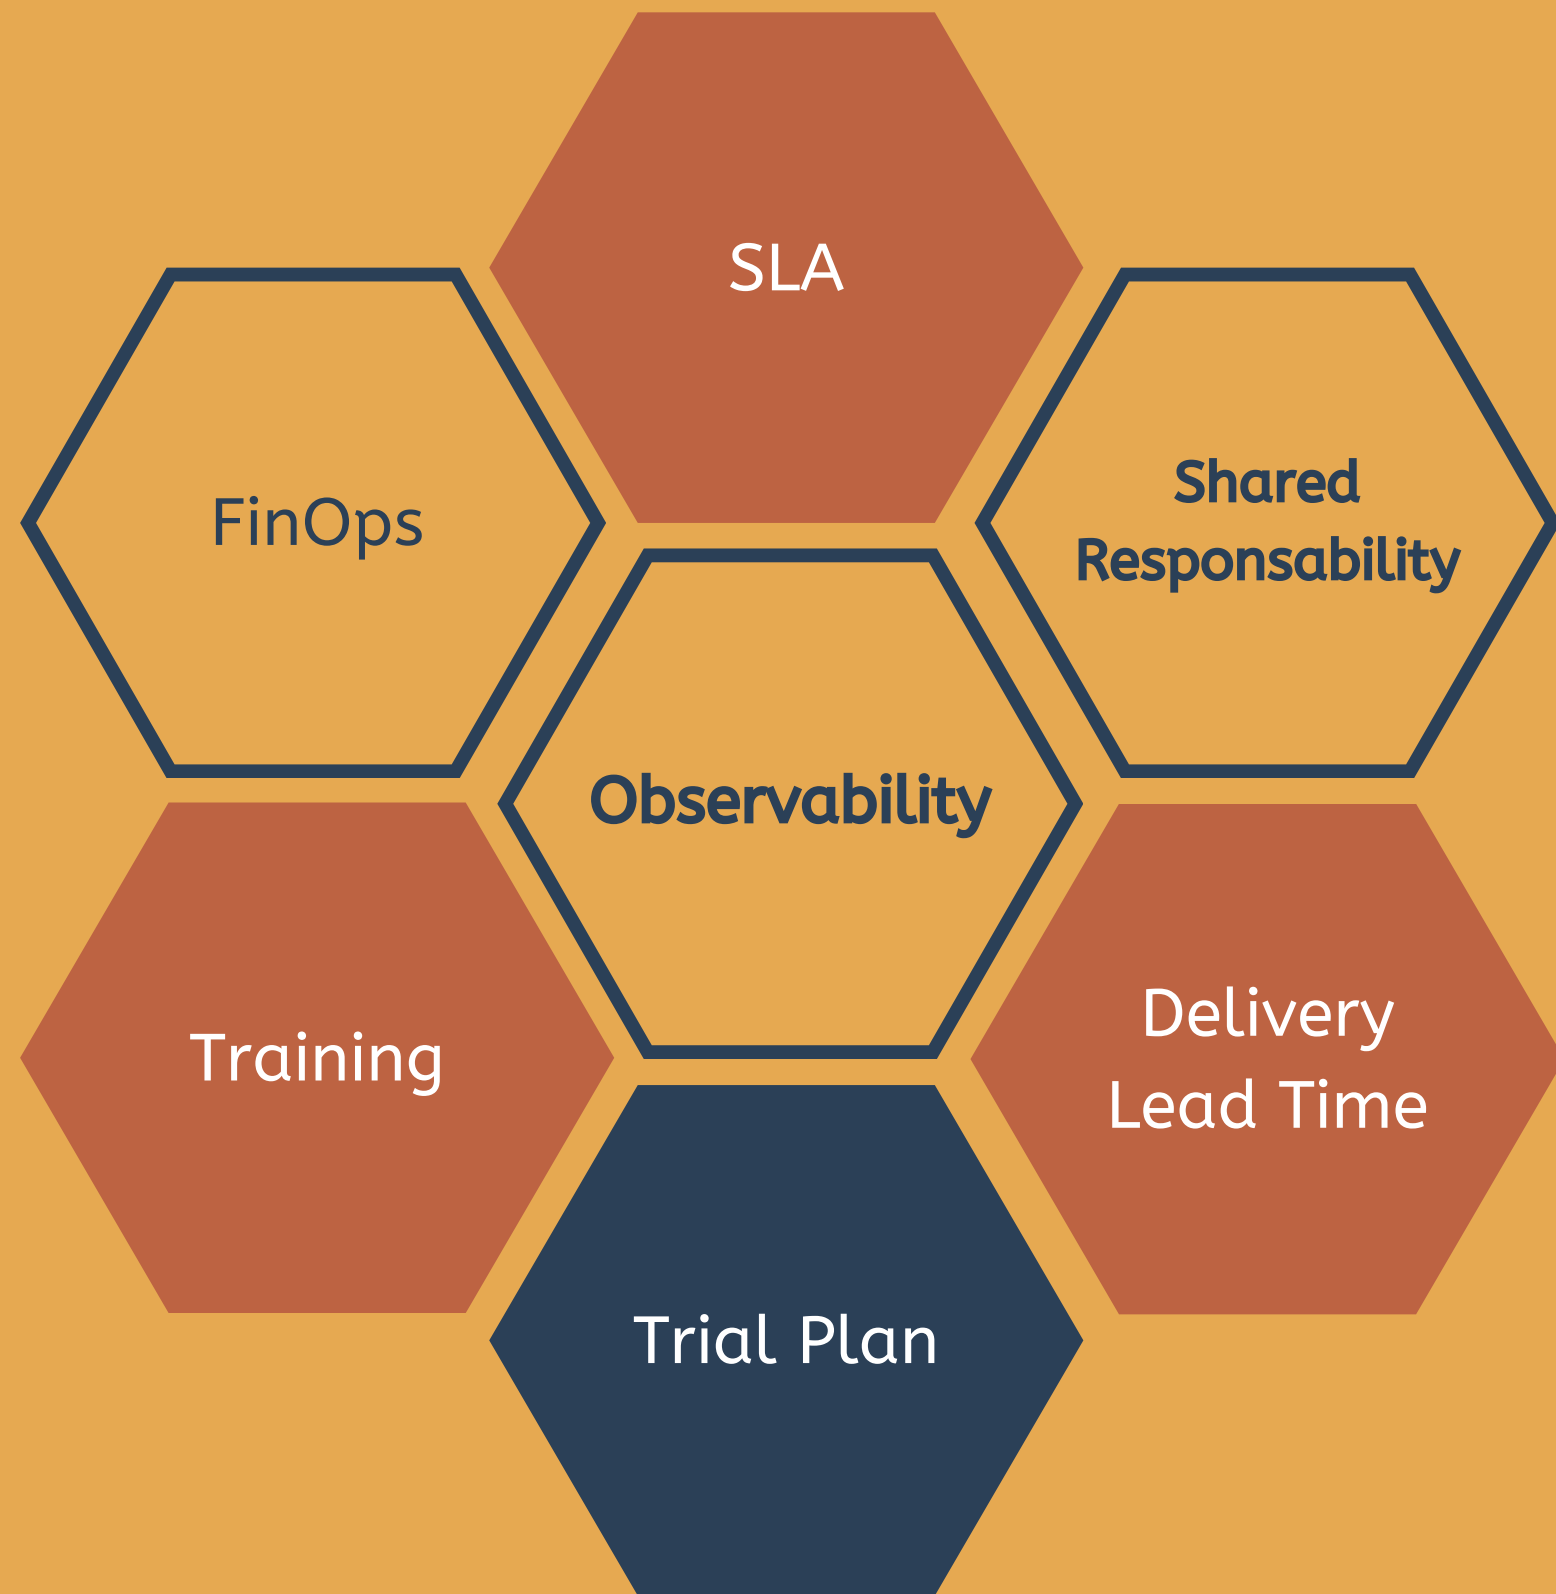 SLA
FinOps
Shared
Responsability
Observability
Training
Delivery
Lead Time
Trial Plan